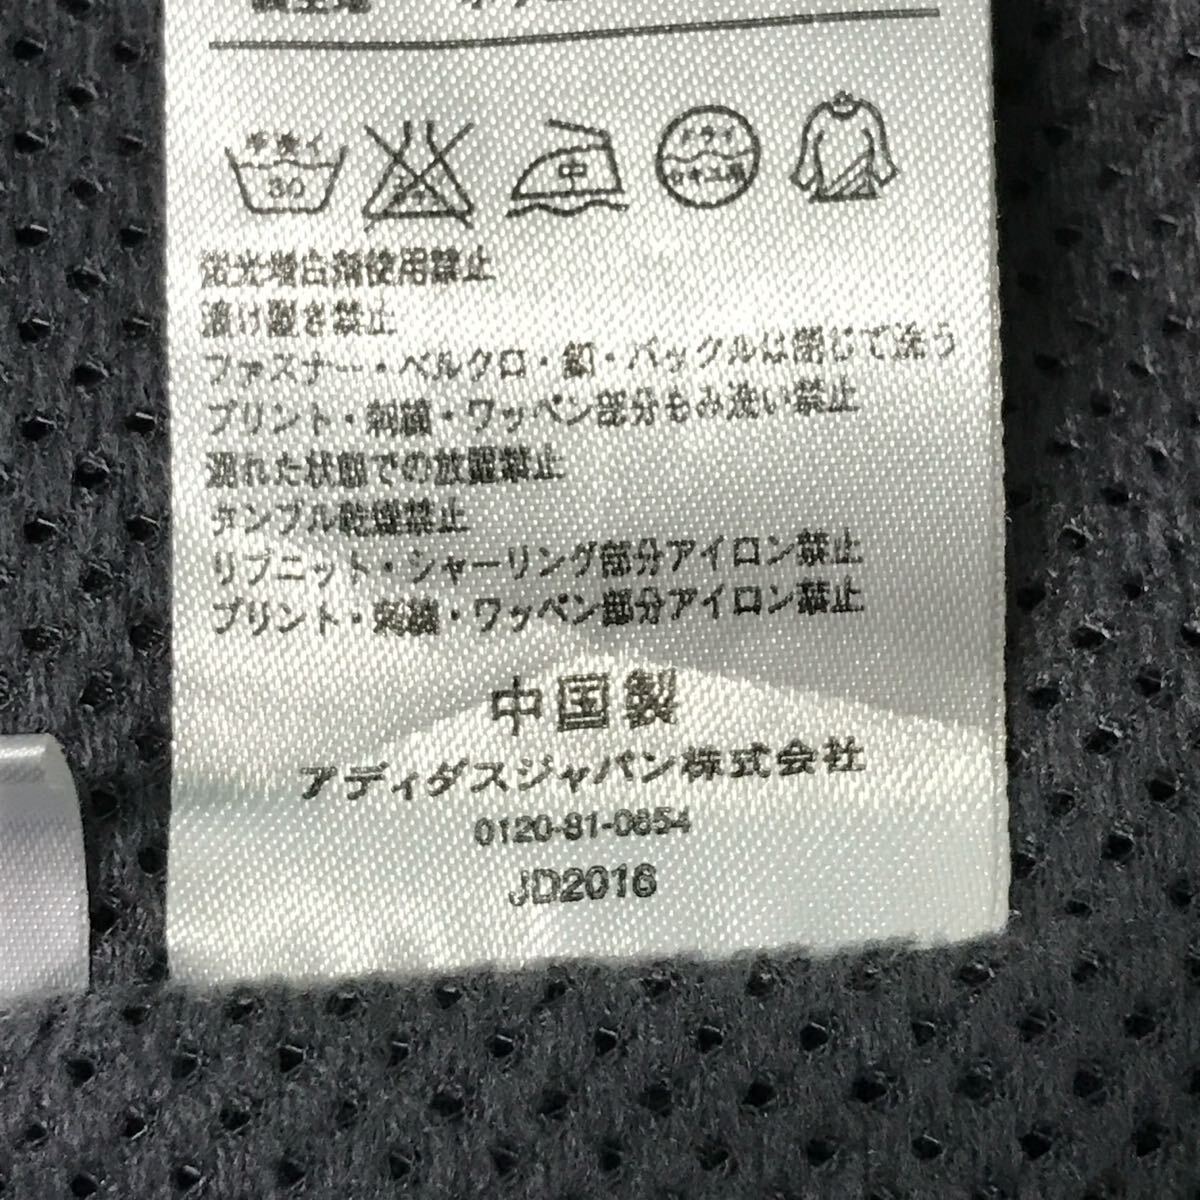 手洗イ
30
中
ドライ
セキユ系
蛍光増白剤使用禁止
漬け置き禁止
ファスナー・ベルクロ・釦・バックルは閉じて洗う
プリント・刺繍・ワッペン部分もみ洗い禁止
濡れた状態での放置禁止
タンブル乾燥禁止
リブニット・シャーリング部分アイロン禁止
プリント・刺繍・ワッペン部分アイロン禁止
中国製
アディダスジャパン株式会社
0120-81-0654
JD2016